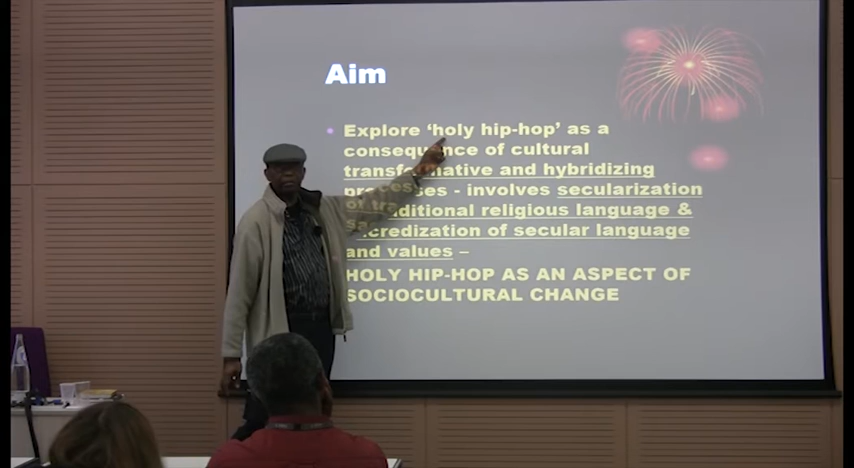 Aim
Explore ‘holy hip-hop’ as a
consequence of cultural
transformative and hybridizing
processes - involves secularization
of traditional religious language &
sacredization of secular language
and values –
HOLY HIP-HOP AS AN ASPECT OF
SOCIOCULTURAL CHANGE